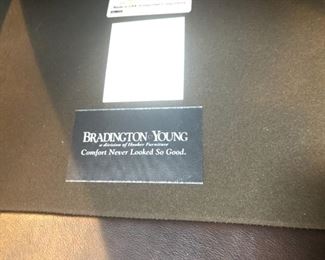 BRADINGTON YOUNG
a division of Hooker Furniture
Comfort Never Looked So Good.